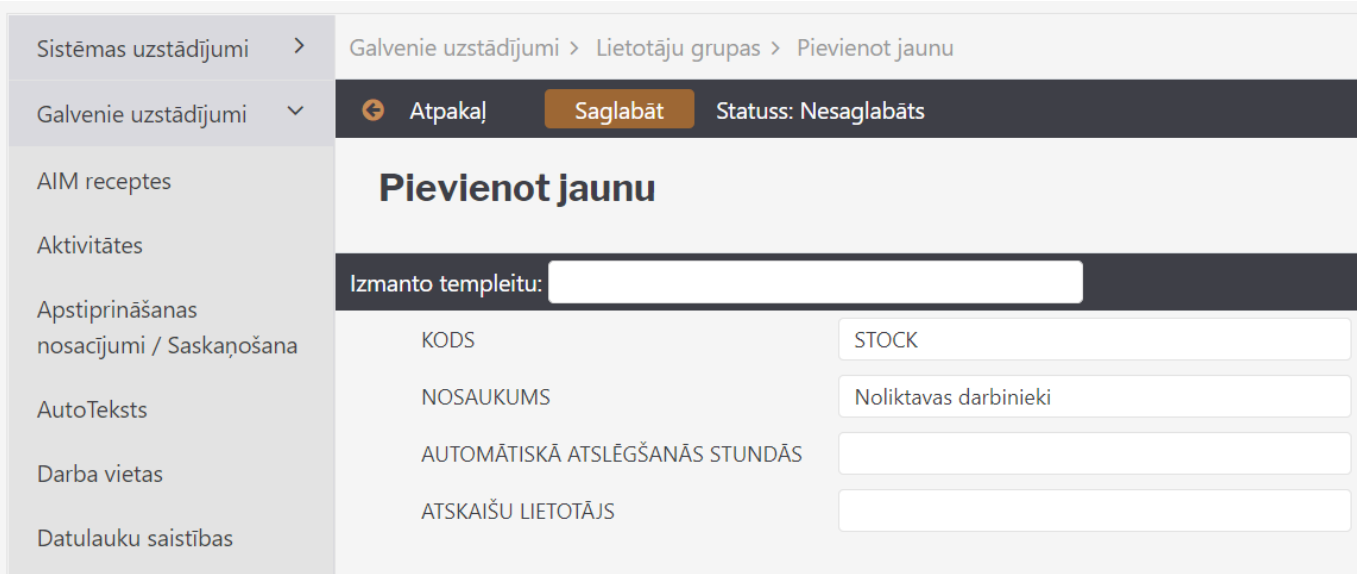 Sistēmas uzstādījumi
Galvenie uzstādījumi
AIM receptes
Aktivitātes
Apstiprināšanas
nosacījumi / Saskaņošana
AutoTeksts
Darba vietas
Datulauku saistības
Galvenie uzstādījumi > Lietotāju grupas > Pievienot jaunu
Atpakaļ Saglabāt Statuss: Nesaglabāts
Pievienot jaunu
Izmanto templeitu:
KODS STOCK
NOSAUKUMS Noliktavas darbinieki
AUTOMĀTISKĀ ATSLĒGŠANĀS STUNDĀS
ATSKAIŠU LIETOTĀJS